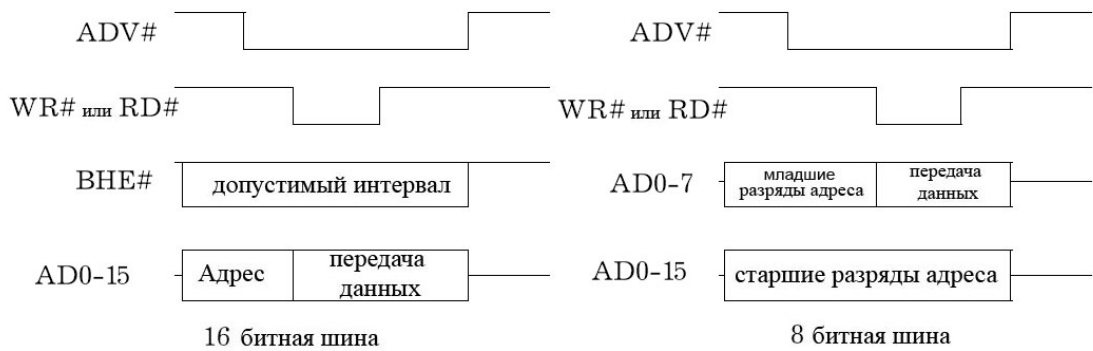 ADV#
WR# или RD#
BHE#
допустимый интервал
AD0-15
Адрес
передача
данных
16 битная шина
ADV#
WR# или RD#
AD0-7
младшие
разряды адреса
передача
данных
AD0-15
старшие разряды адреса
8 битная шина